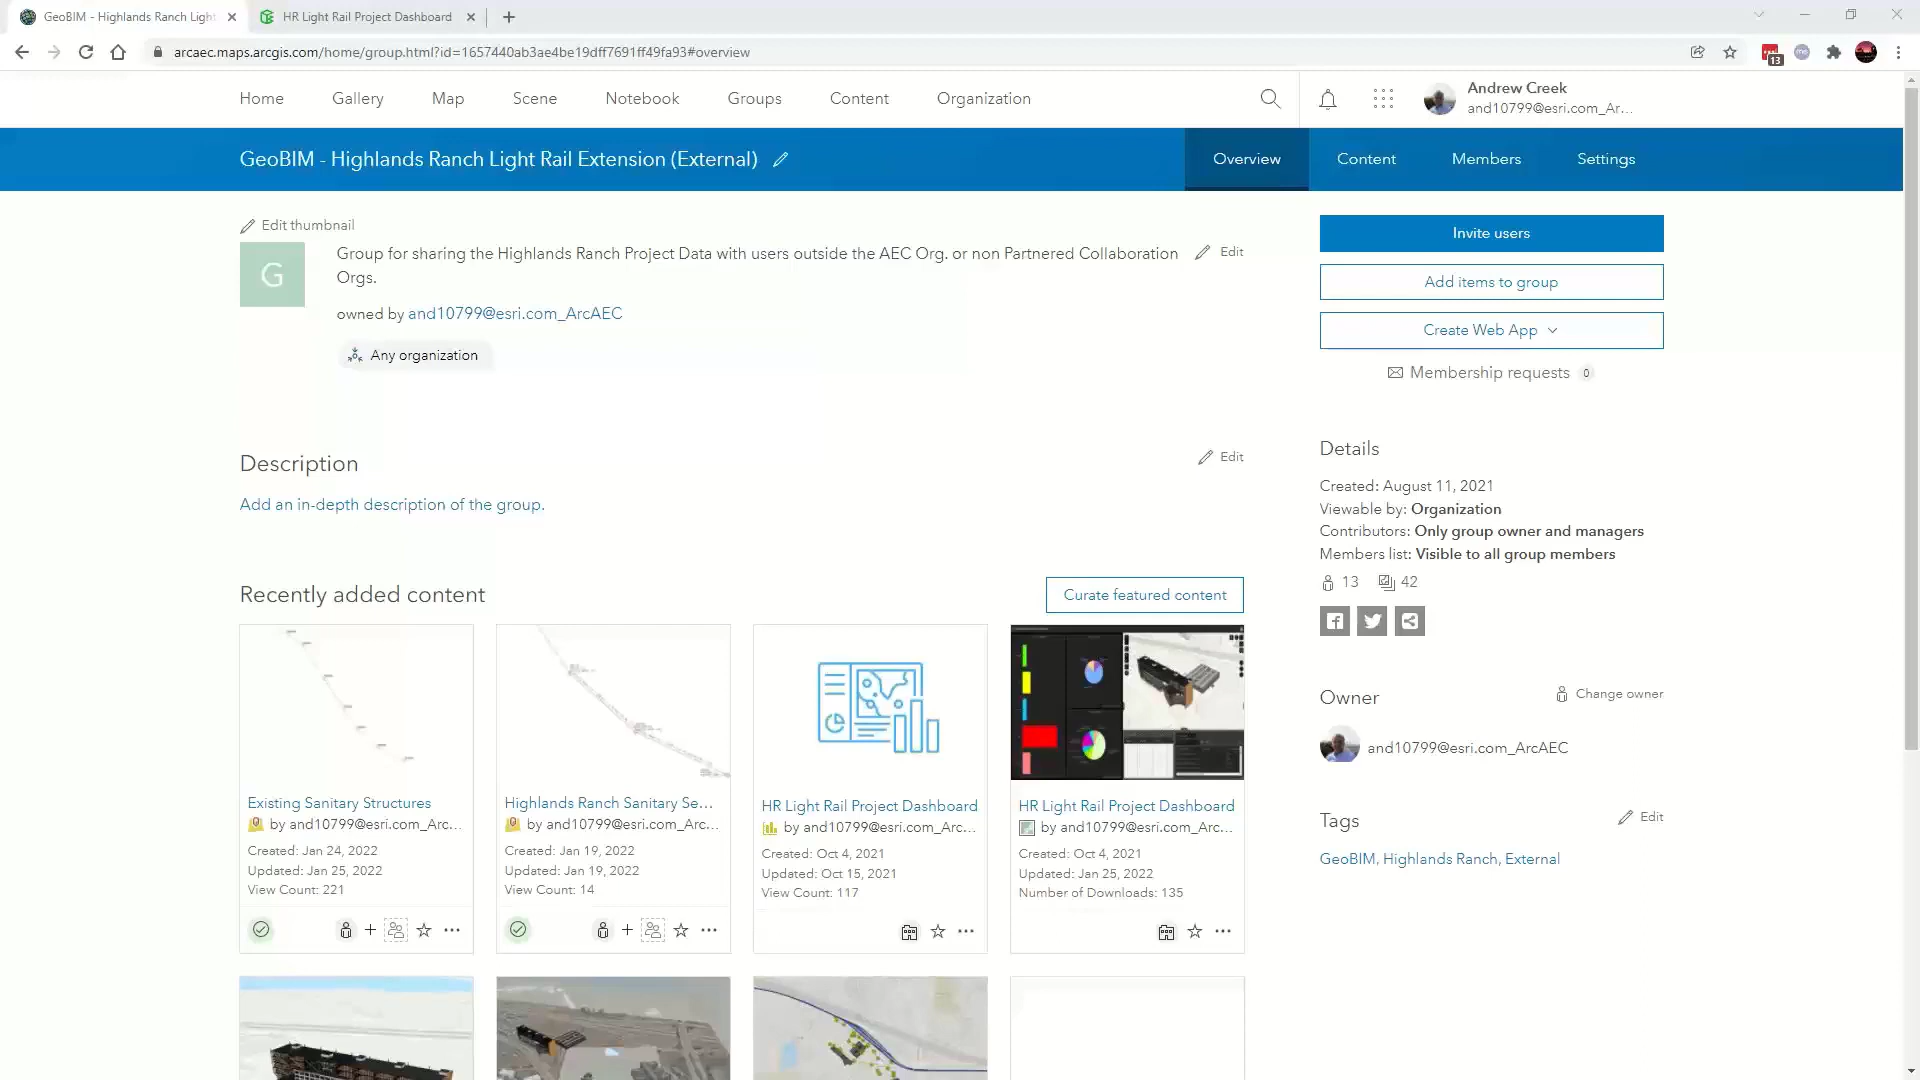 GeoBIM - Highlands Ranch Light
HR Light Rail Project Dashboard
arcaec.maps.arcgis.com/home/group.html?id=1657440ab3ae4be19dff7691ff49fa93#overview
13
Home Gallery Map Scene Notebook Groups Content Organization
Andrew Creek
and10799@esri.com_Ar...
GeoBIM - Highlands Ranch Light Rail Extension (External)
Overview Content Members Settings
Edit thumbnail
G
Group for sharing the Highlands Ranch Project Data with users outside the AEC Org. or non Partnered Collaboration
Orgs.
Edit
owned by and10799@esri.com_ArcAEC
Any organization
Invite users
Add items to group
Create Web App
Membership requests 0
Description
Edit
Add an in-depth description of the group.
Details
Created: August 11, 2021
Viewable by: Organization
Contributors: Only group owner and managers
Members list: Visible to all group members
13 42
Recently added content
Curate featured content
Existing Sanitary Structures
by and10799@esri.com_Arc...
Created: Jan 24, 2022
Updated: Jan 25, 2022
View Count: 221
Highlands Ranch Sanitary Se...
by and10799@esri.com_Arc...
Created: Jan 19, 2022
Updated: Jan 19, 2022
View Count: 14
HR Light Rail Project Dashboard
by and10799@esri.com_Arc...
Created: Oct 4, 2021
Updated: Oct 15, 2021
View Count: 117
HR Light Rail Project Dashboard
by and10799@esri.com_Arc...
Created: Oct 4, 2021
Updated: Jan 25, 2022
Number of Downloads: 135
Owner
Change owner
and10799@esri.com_ArcAEC
Tags
Edit
GeoBIM, Highlands Ranch, External